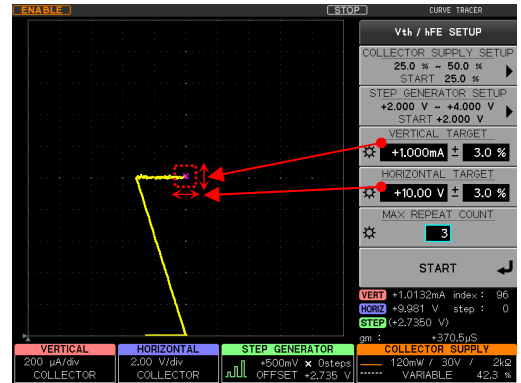 ENABLE
STOP
CURVE TRACER
Vth / hFE SETUP
COLLECTOR SUPPLY SETUP
25.0 % ~ 50.0 %
START 25.0 %
STEP GENERATOR SETUP
+2.000 V ~ +4.000 V
START +2.000 V
VERTICAL TARGET
+1.000mA ± 3.0 %
HORIZONTAL TARGET
+10.00 V ± 3.0 %
MAX REPEAT COUNT
3
START
VERT +1.0132mA index : 96
HORIZ +9.981 V step : 0
STEP (+2.7350 V)
gm : +370.5µS
VERTICAL
200 µA/div
COLLECTOR
HORIZONTAL
2.00 V/div
COLLECTOR
STEP GENERATOR
+500mV × 0steps
OFFSET +2.735 V
COLLECTOR SUPPLY
120mW / 30V / 2kΩ
VARIABLE 42.3 %